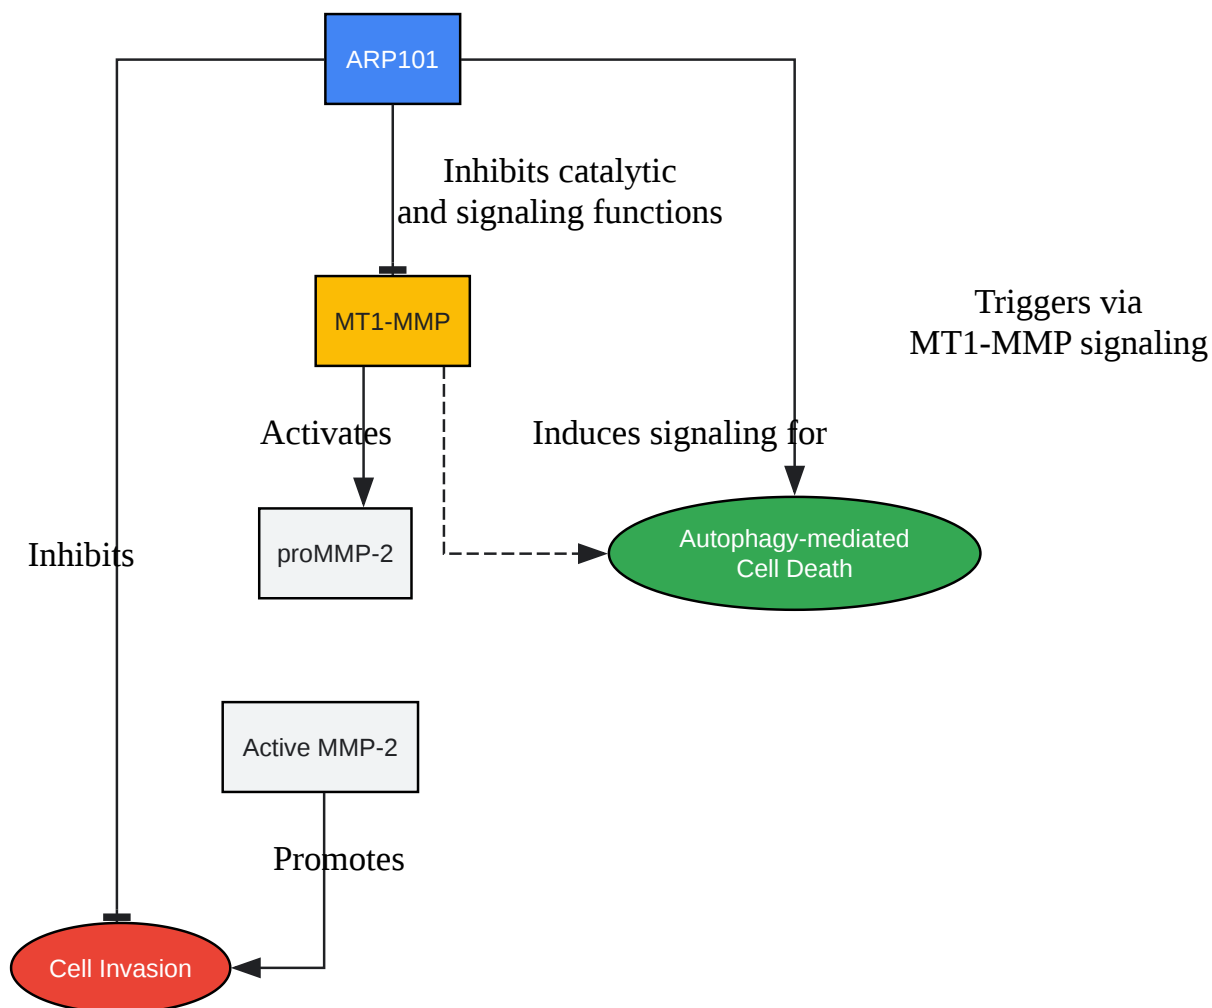 ARP101
Inhibits catalytic
and signaling functions
Triggers via
MT1-MMP signaling
MT1-MMP
Activates
Induces signaling for
Inhibits
proMMP-2
Autophagy-mediated
Cell Death
Active MMP-2
Promotes
Cell Invasion